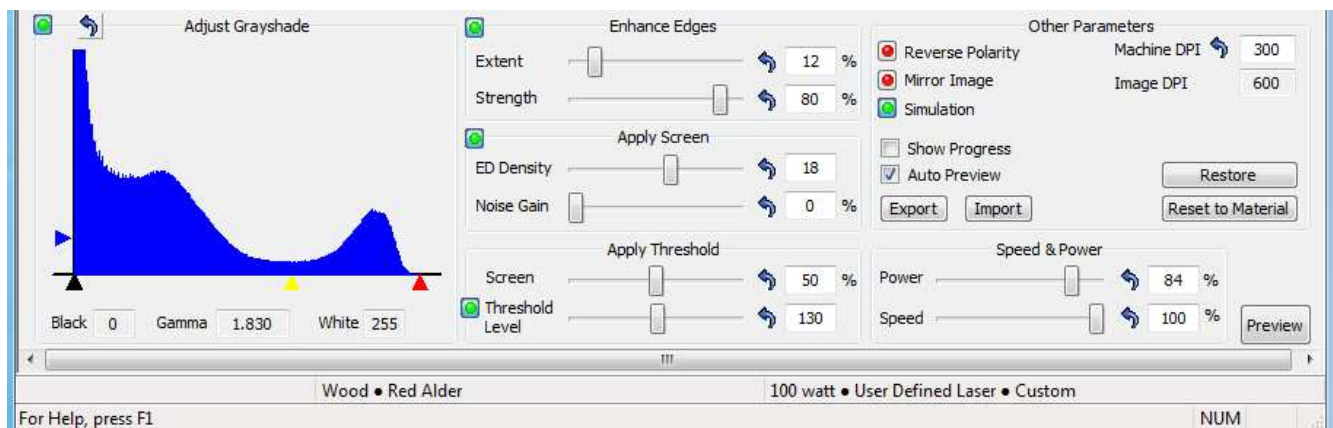 Adjust Grayshade
Black 0 Gamma 1.830 White 255
Enhance Edges
Extent 12 %
Strength 80 %
Apply Screen
ED Density 18
Noise Gain 0 %
Apply Threshold
Screen 50 %
Threshold
Level 130
Other Parameters
Reverse Polarity Machine DPI 300
Mirror Image Image DPI 600
Simulation
Show Progress
Auto Preview Restore
Export Import Reset to Material
Speed & Power
Power 84 %
Speed 100 %
Preview
Wood ● Red Alder 100 watt ● User Defined Laser ● Custom
For Help, press F1 NUM